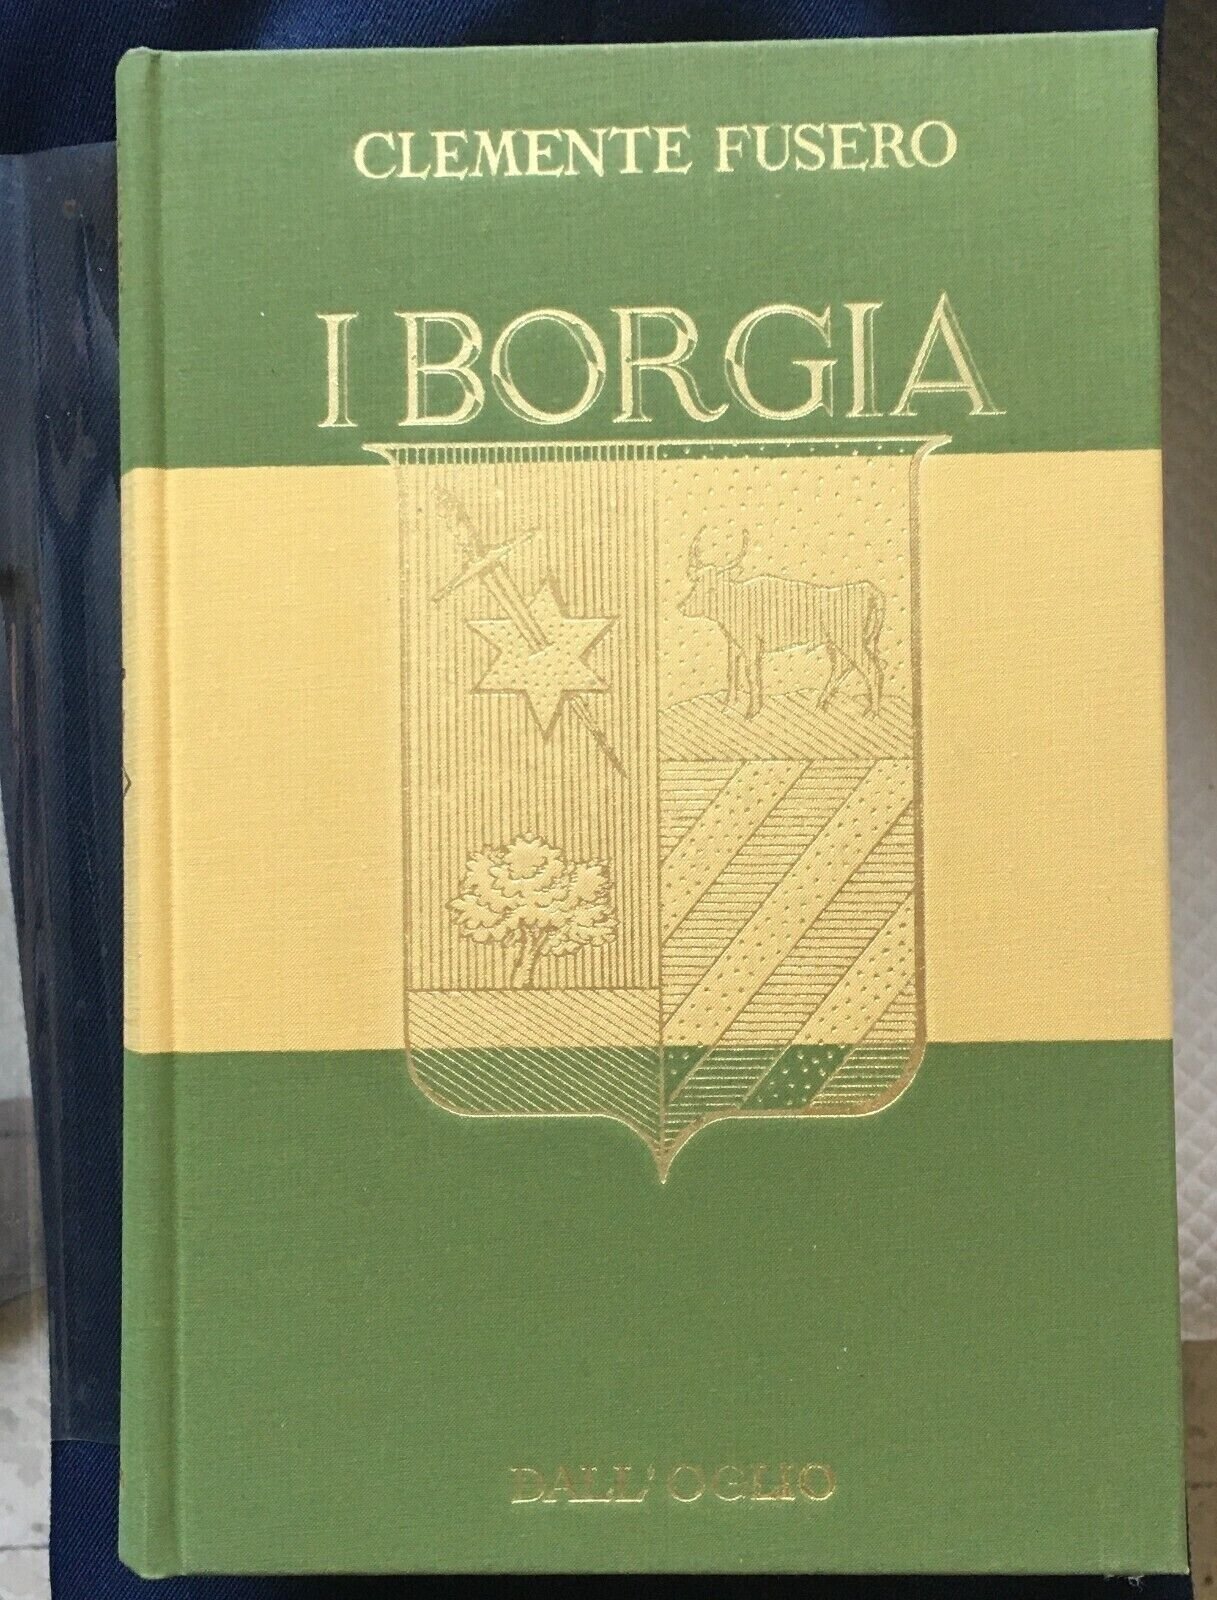 CLEMENTE FUSERO
I BORGIA
DALL'OGLIO